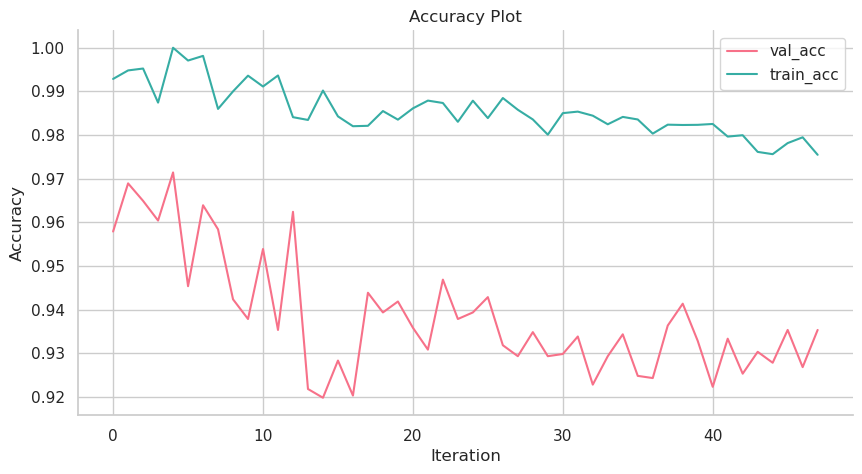 Accuracy Plot
1.00
0.99
0.98
0.97
0.96
0.95
0.94
0.93
0.92
Accuracy
val_acc
train_acc
0 10 20 30 40
Iteration